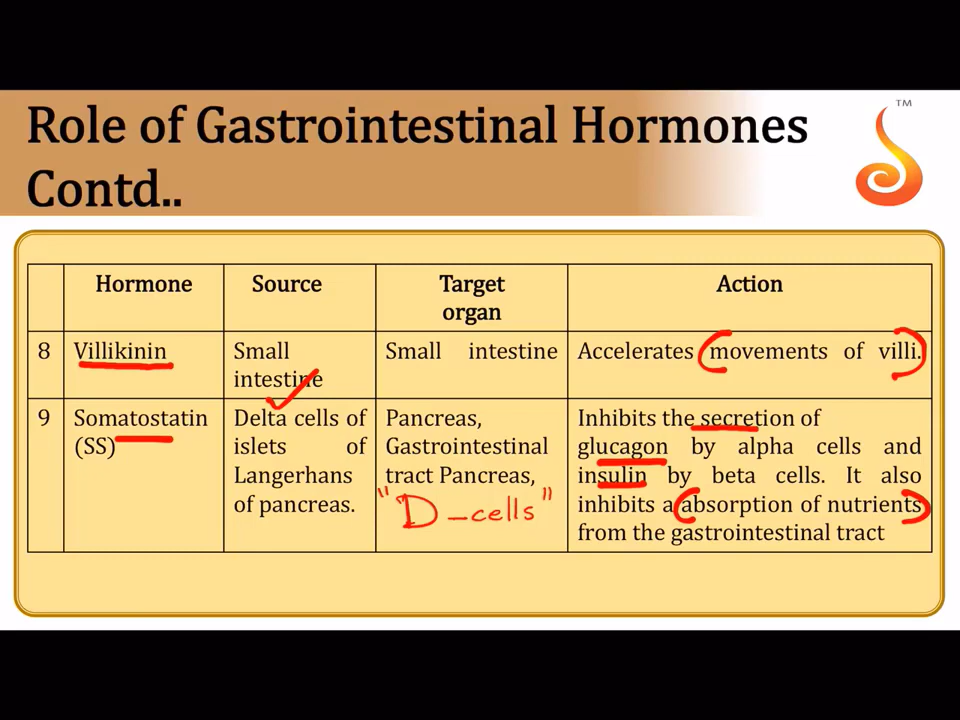 Role of Gastrointestinal Hormones
Contd..
TM
Hormone Source Target organ Action
8 Villikinin Small intestine Small intestine Accelerates movements of villi.
9 Somatostatin
(SS)
Delta cells of
islets of
Langerhans
of pancreas.
Pancreas,
Gastrointestinal
tract Pancreas,
"D-cells"
Inhibits the secretion of
glucagon by alpha cells and
insulin by beta cells. It also
inhibits a absorption of nutrients
from the gastrointestinal tract